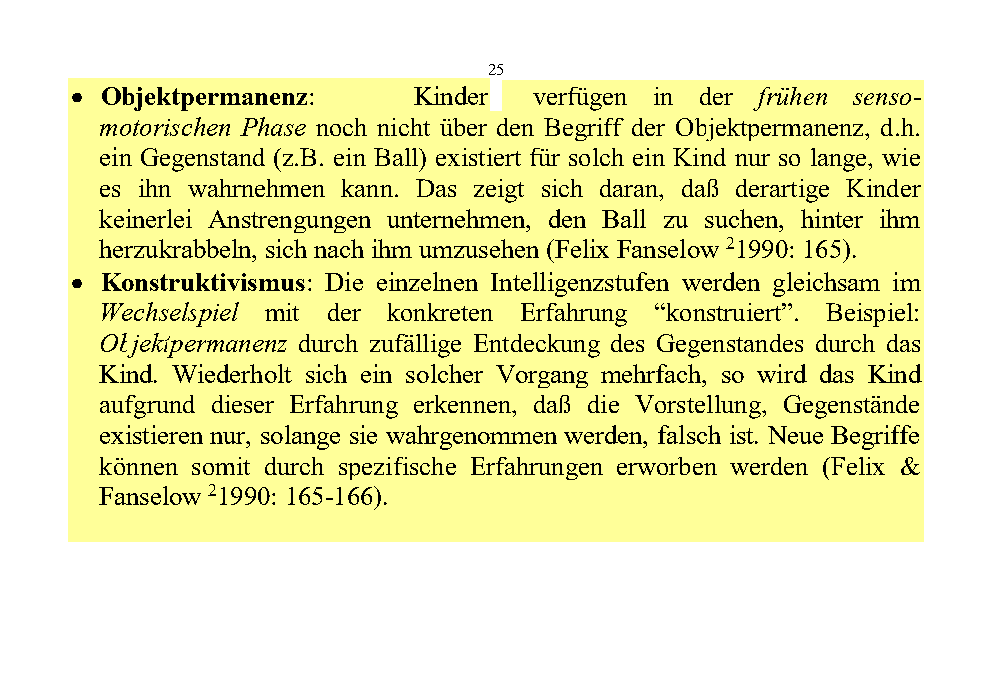 25
• Objektpermanenz: Kinder verfügen in der frühen senso-
motorischen Phase noch nicht über den Begriff der Objektpermanenz, d.h.
ein Gegenstand (z.B. ein Ball) existiert für solch ein Kind nur so lange, wie
es ihn wahrnehmen kann. Das zeigt sich daran, daß derartige Kinder
keinerlei Anstrengungen unternehmen, den Ball zu suchen, hinter ihm
herzukrabbeln, sich nach ihm umzusehen (Felix Fanselow ²1990: 165).
• Konstruktivismus: Die einzelnen Intelligenzstufen werden gleichsam im
Wechselspiel mit der konkreten Erfahrung “konstruiert”. Beispiel:
Objektpermanenz durch zufällige Entdeckung des Gegenstandes durch das
Kind. Wiederholt sich ein solcher Vorgang mehrfach, so wird das Kind
aufgrund dieser Erfahrung erkennen, daß die Vorstellung, Gegenstände
existieren nur, solange sie wahrgenommen werden, falsch ist. Neue Begriffe
können somit durch spezifische Erfahrungen erworben werden (Felix &
Fanselow ²1990: 165-166).